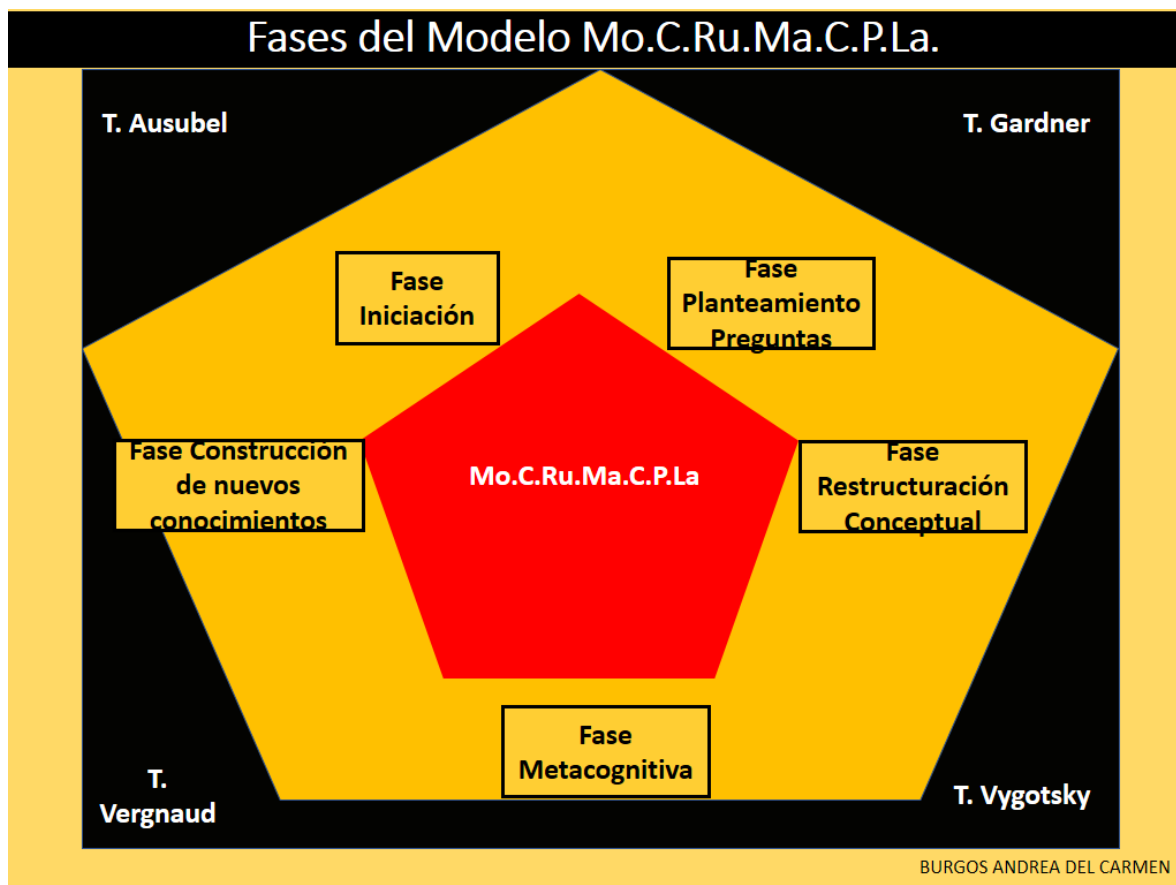 Fases del Modelo Mo.C.Ru.Ma.C.P.La.
T. Ausubel
T. Gardner
Fase
Iniciación
Fase
Planteamiento
Preguntas
Fase Construcción
de nuevos
conocimientos
Mo.C.Ru.Ma.C.P.La
Fase
Restructuración
Conceptual
Fase
Metacognitiva
T.
Vergnaud
T. Vygotsky
BURGOS ANDREA DEL CARMEN